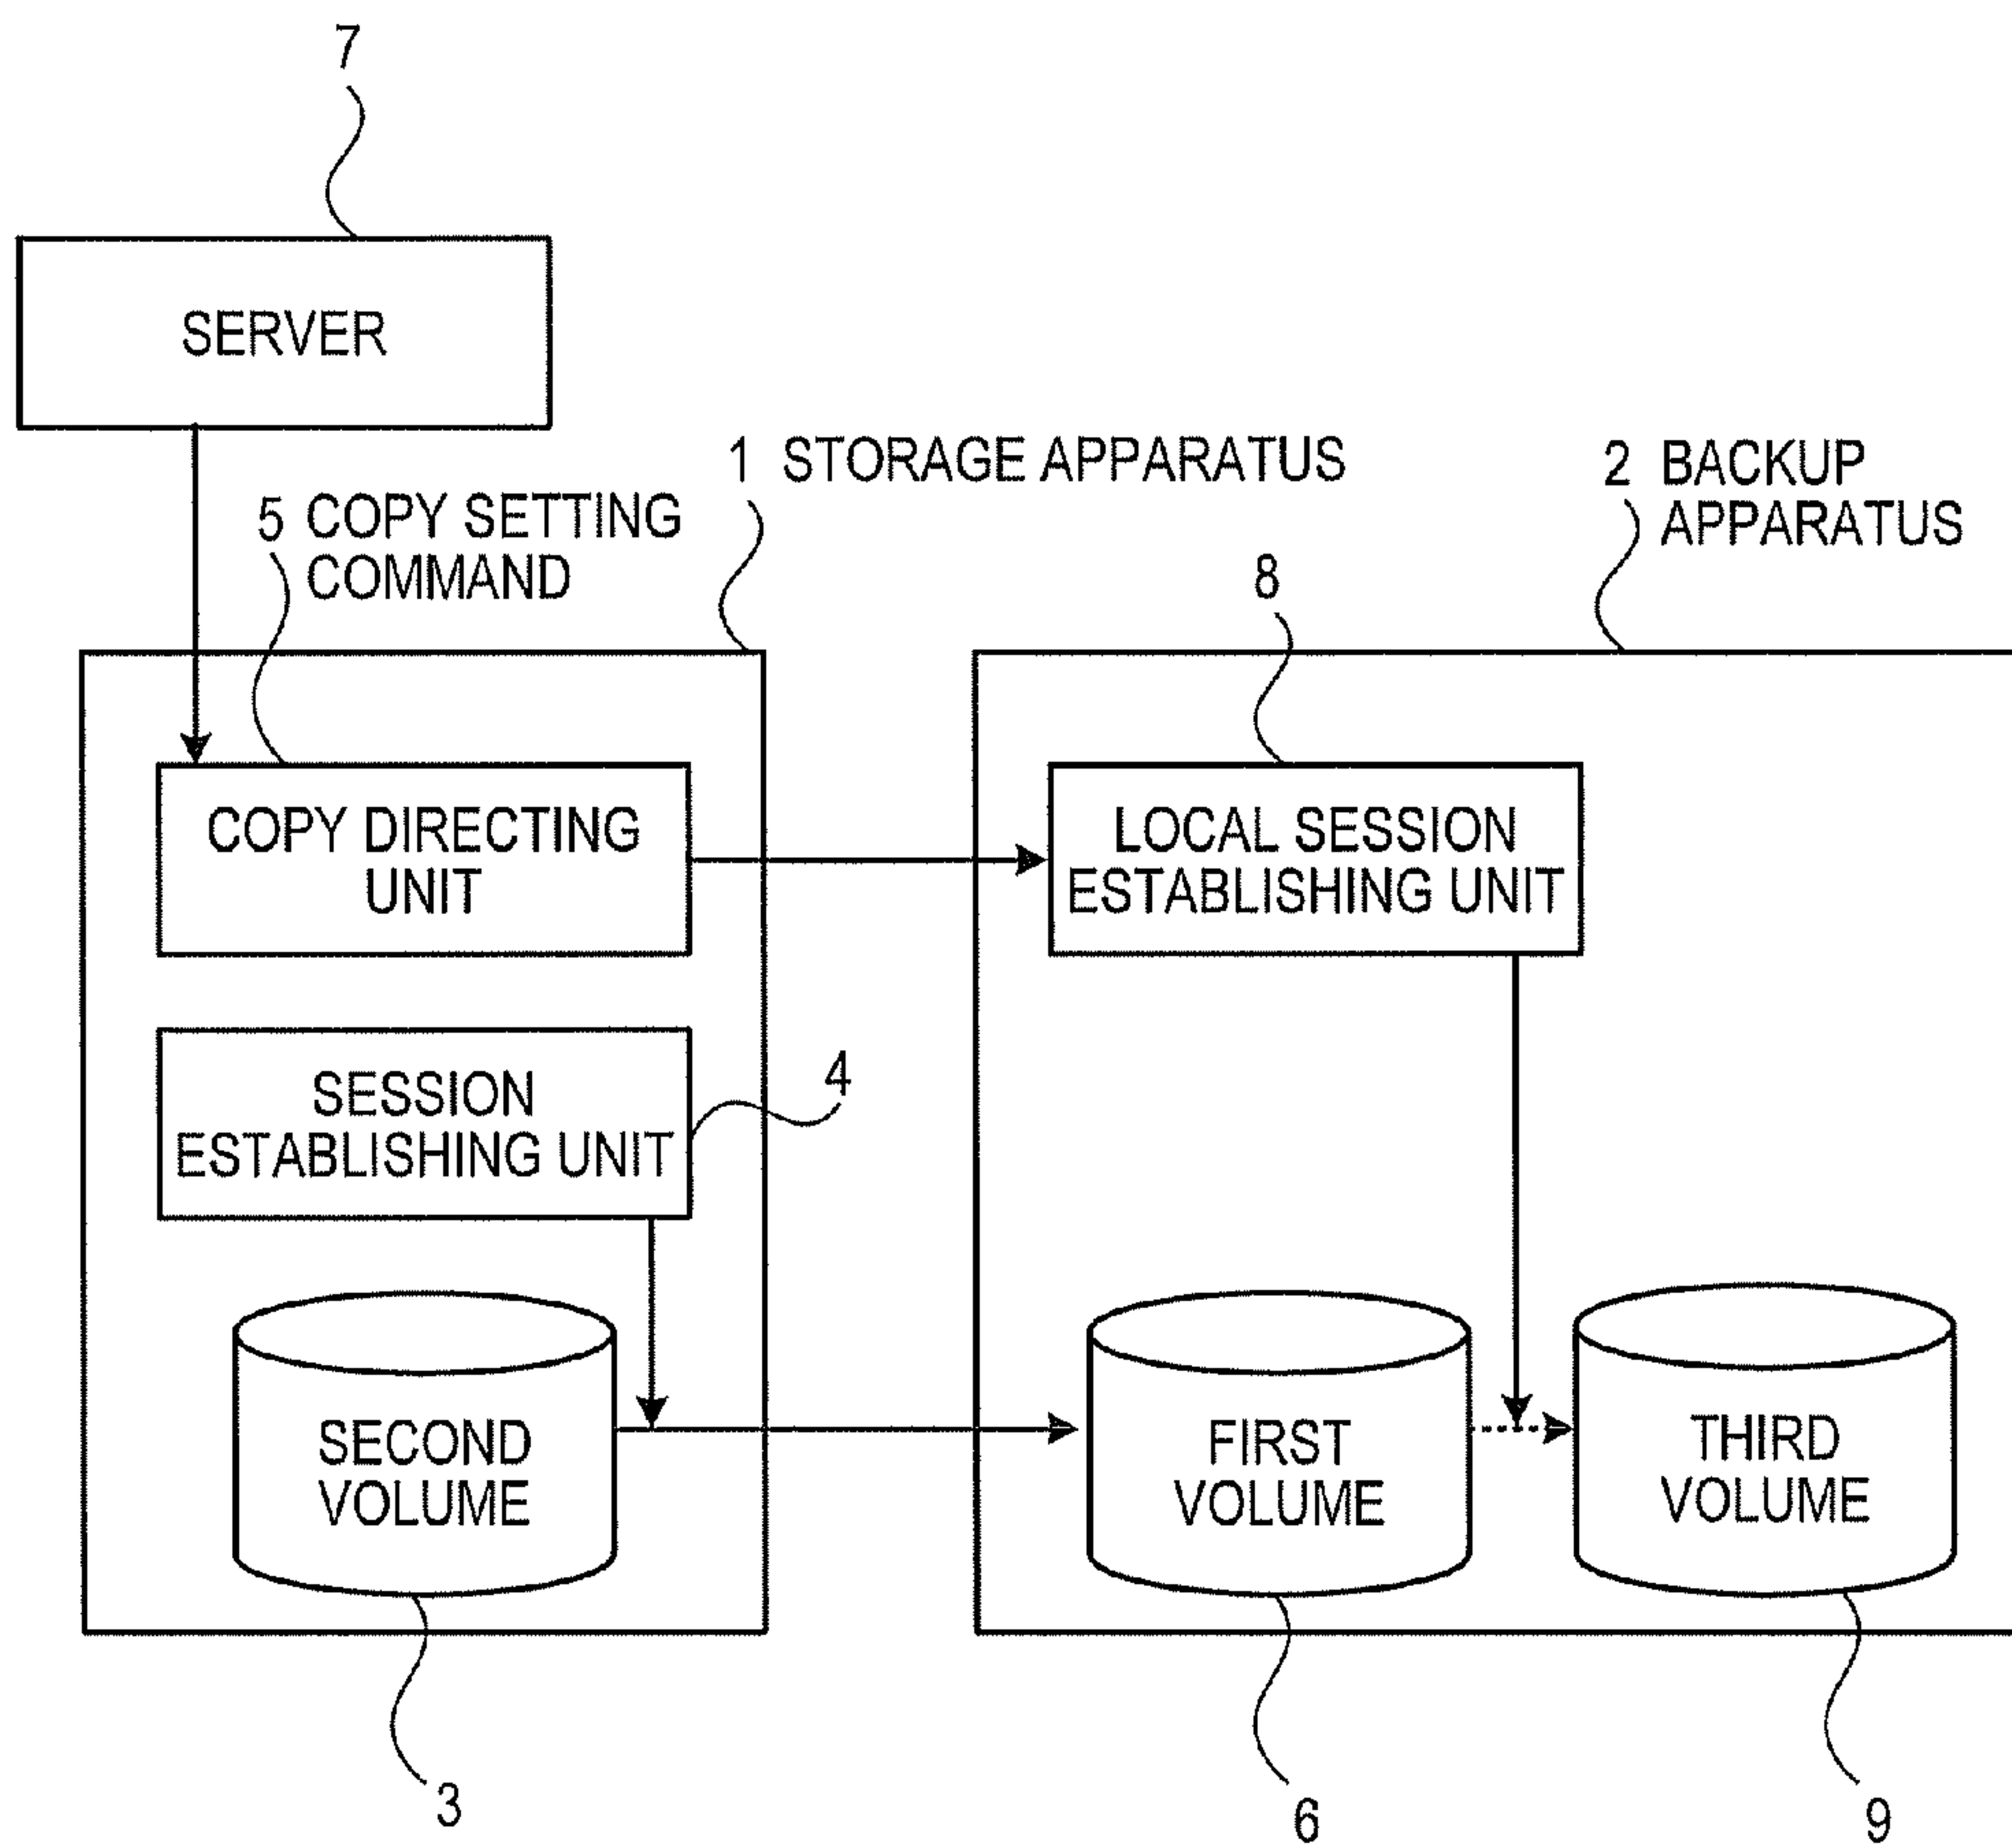 7
SERVER
1 STORAGE APPARATUS
2 BACKUP
APPARATUS
5 COPY SETTING
COMMAND
8
COPY DIRECTING
UNIT
LOCAL SESSION
ESTABLISHING UNIT
SESSION
ESTABLISHING UNIT
4
SECOND
VOLUME
FIRST
VOLUME
THIRD
VOLUME
3
6
9